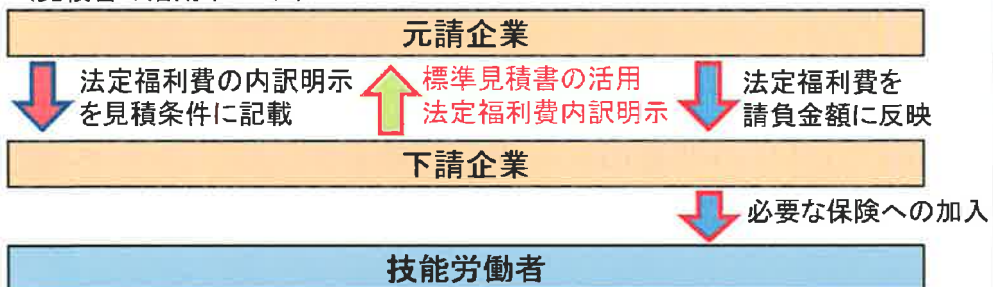 元請企業
法定福利費の内訳明示
を見積条件に記載
標準見積書の活用
法定福利費内訳明示
法定福利費を
請負金額に反映
下請企業
必要な保険への加入
技能労働者